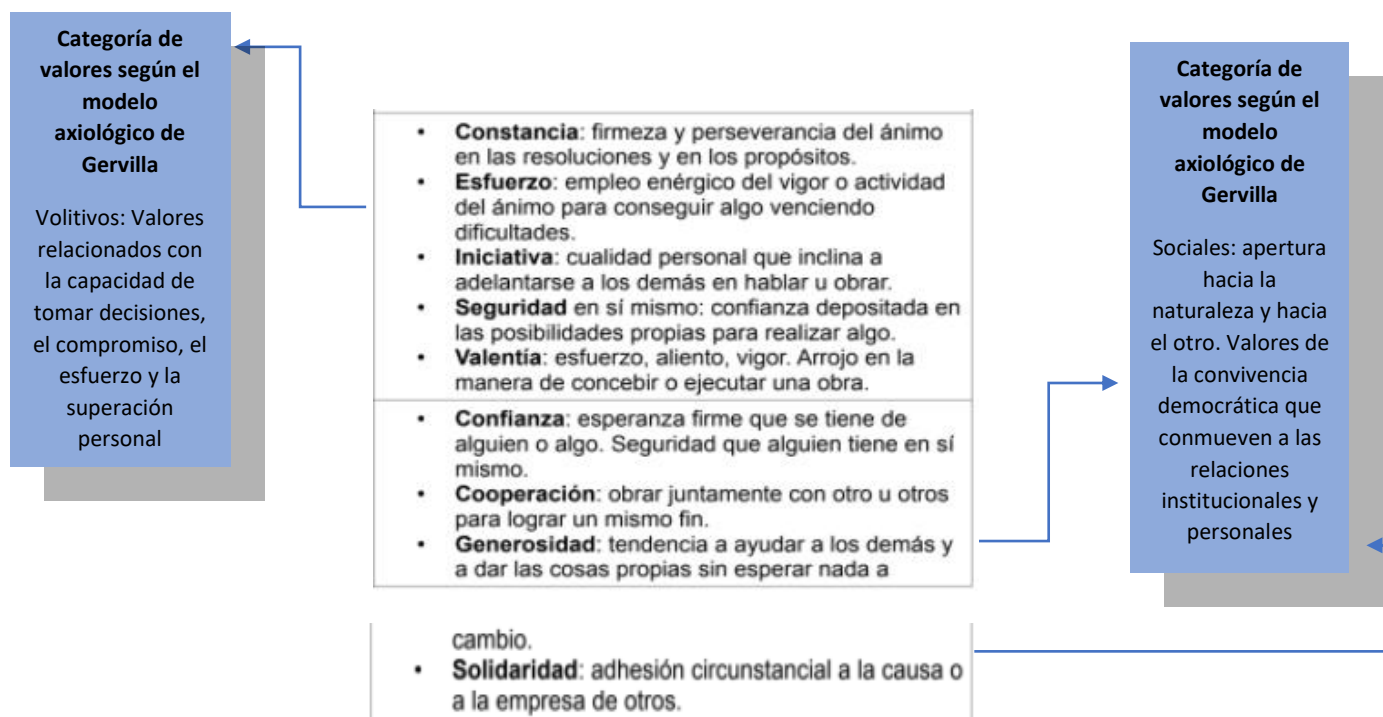 Categoría de
valores según el
modelo
axiológico de
Gervilla
Volitivos: Valores
relacionados con
la capacidad de
tomar decisiones,
el compromiso, el
esfuerzo y la
superación
personal
• Constancia: firmeza y perseverancia del ánimo
en las resoluciones y en los propósitos.
• Esfuerzo: empleo enérgico del vigor o actividad
del ánimo para conseguir algo venciendo
dificultades.
• Iniciativa: cualidad personal que inclina a
adelantarse a los demás en hablar u obrar.
• Seguridad en sí mismo: confianza depositada en
las posibilidades propias para realizar algo.
• Valentía: esfuerzo, aliento, vigor. Arrojo en la
manera de concebir o ejecutar una obra.
• Confianza: esperanza firme que se tiene de
alguien o algo. Seguridad que alguien tiene en sí
mismo.
• Cooperación: obrar juntamente con otro u otros
para lograr un mismo fin.
• Generosidad: tendencia a ayudar a los demás y
a dar las cosas propias sin esperar nada a
cambio.
• Solidaridad: adhesión circunstancial a la causa o
a la empresa de otros.
Categoría de
valores según el
modelo
axiológico de
Gervilla
Sociales: apertura
hacia la
naturaleza y hacia
el otro. Valores de
la convivencia
democrática que
conmueven a las
relaciones
institucionales y
personales